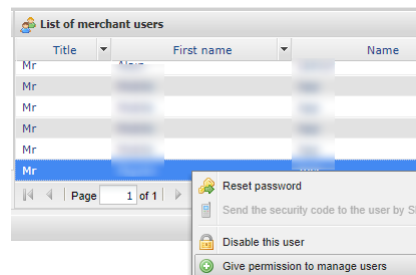 List of merchant users
Title First name Name
Mr
Mr
Mr
Mr
Mr
Mr
Page 1 of 1
Reset password
Send the security code to the user by
Disable this user
Give permission to manage users